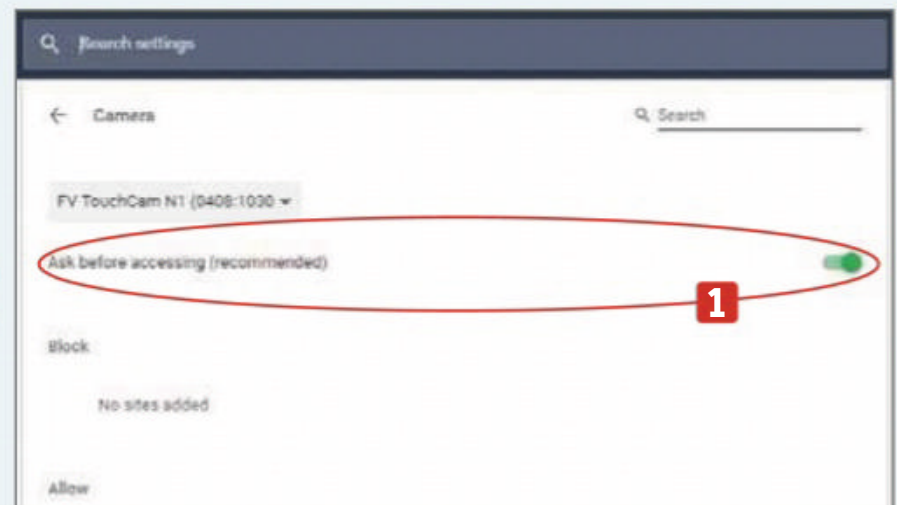 Search settings
Camera
Search
FV TouchCam N1 (0408:1030
Ask before accessing (recommended)
1
Block
No sites added
Allow